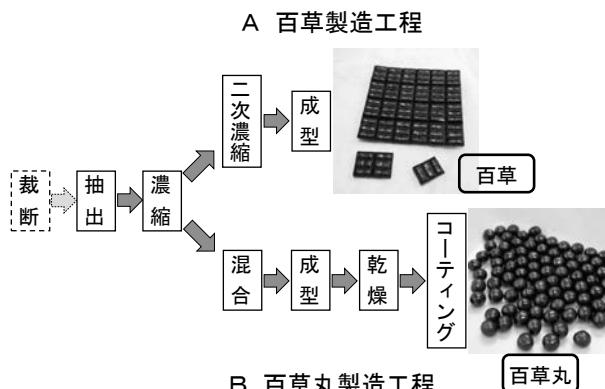 A 百草製造工程
二次濃縮
成型
百草
裁断
抽出
濃縮
混合
成型
乾燥
コーティング
百草丸
B 百草丸製造工程